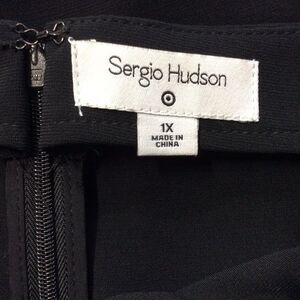 Sergio Hudson
1X
MADE IN
CHINA